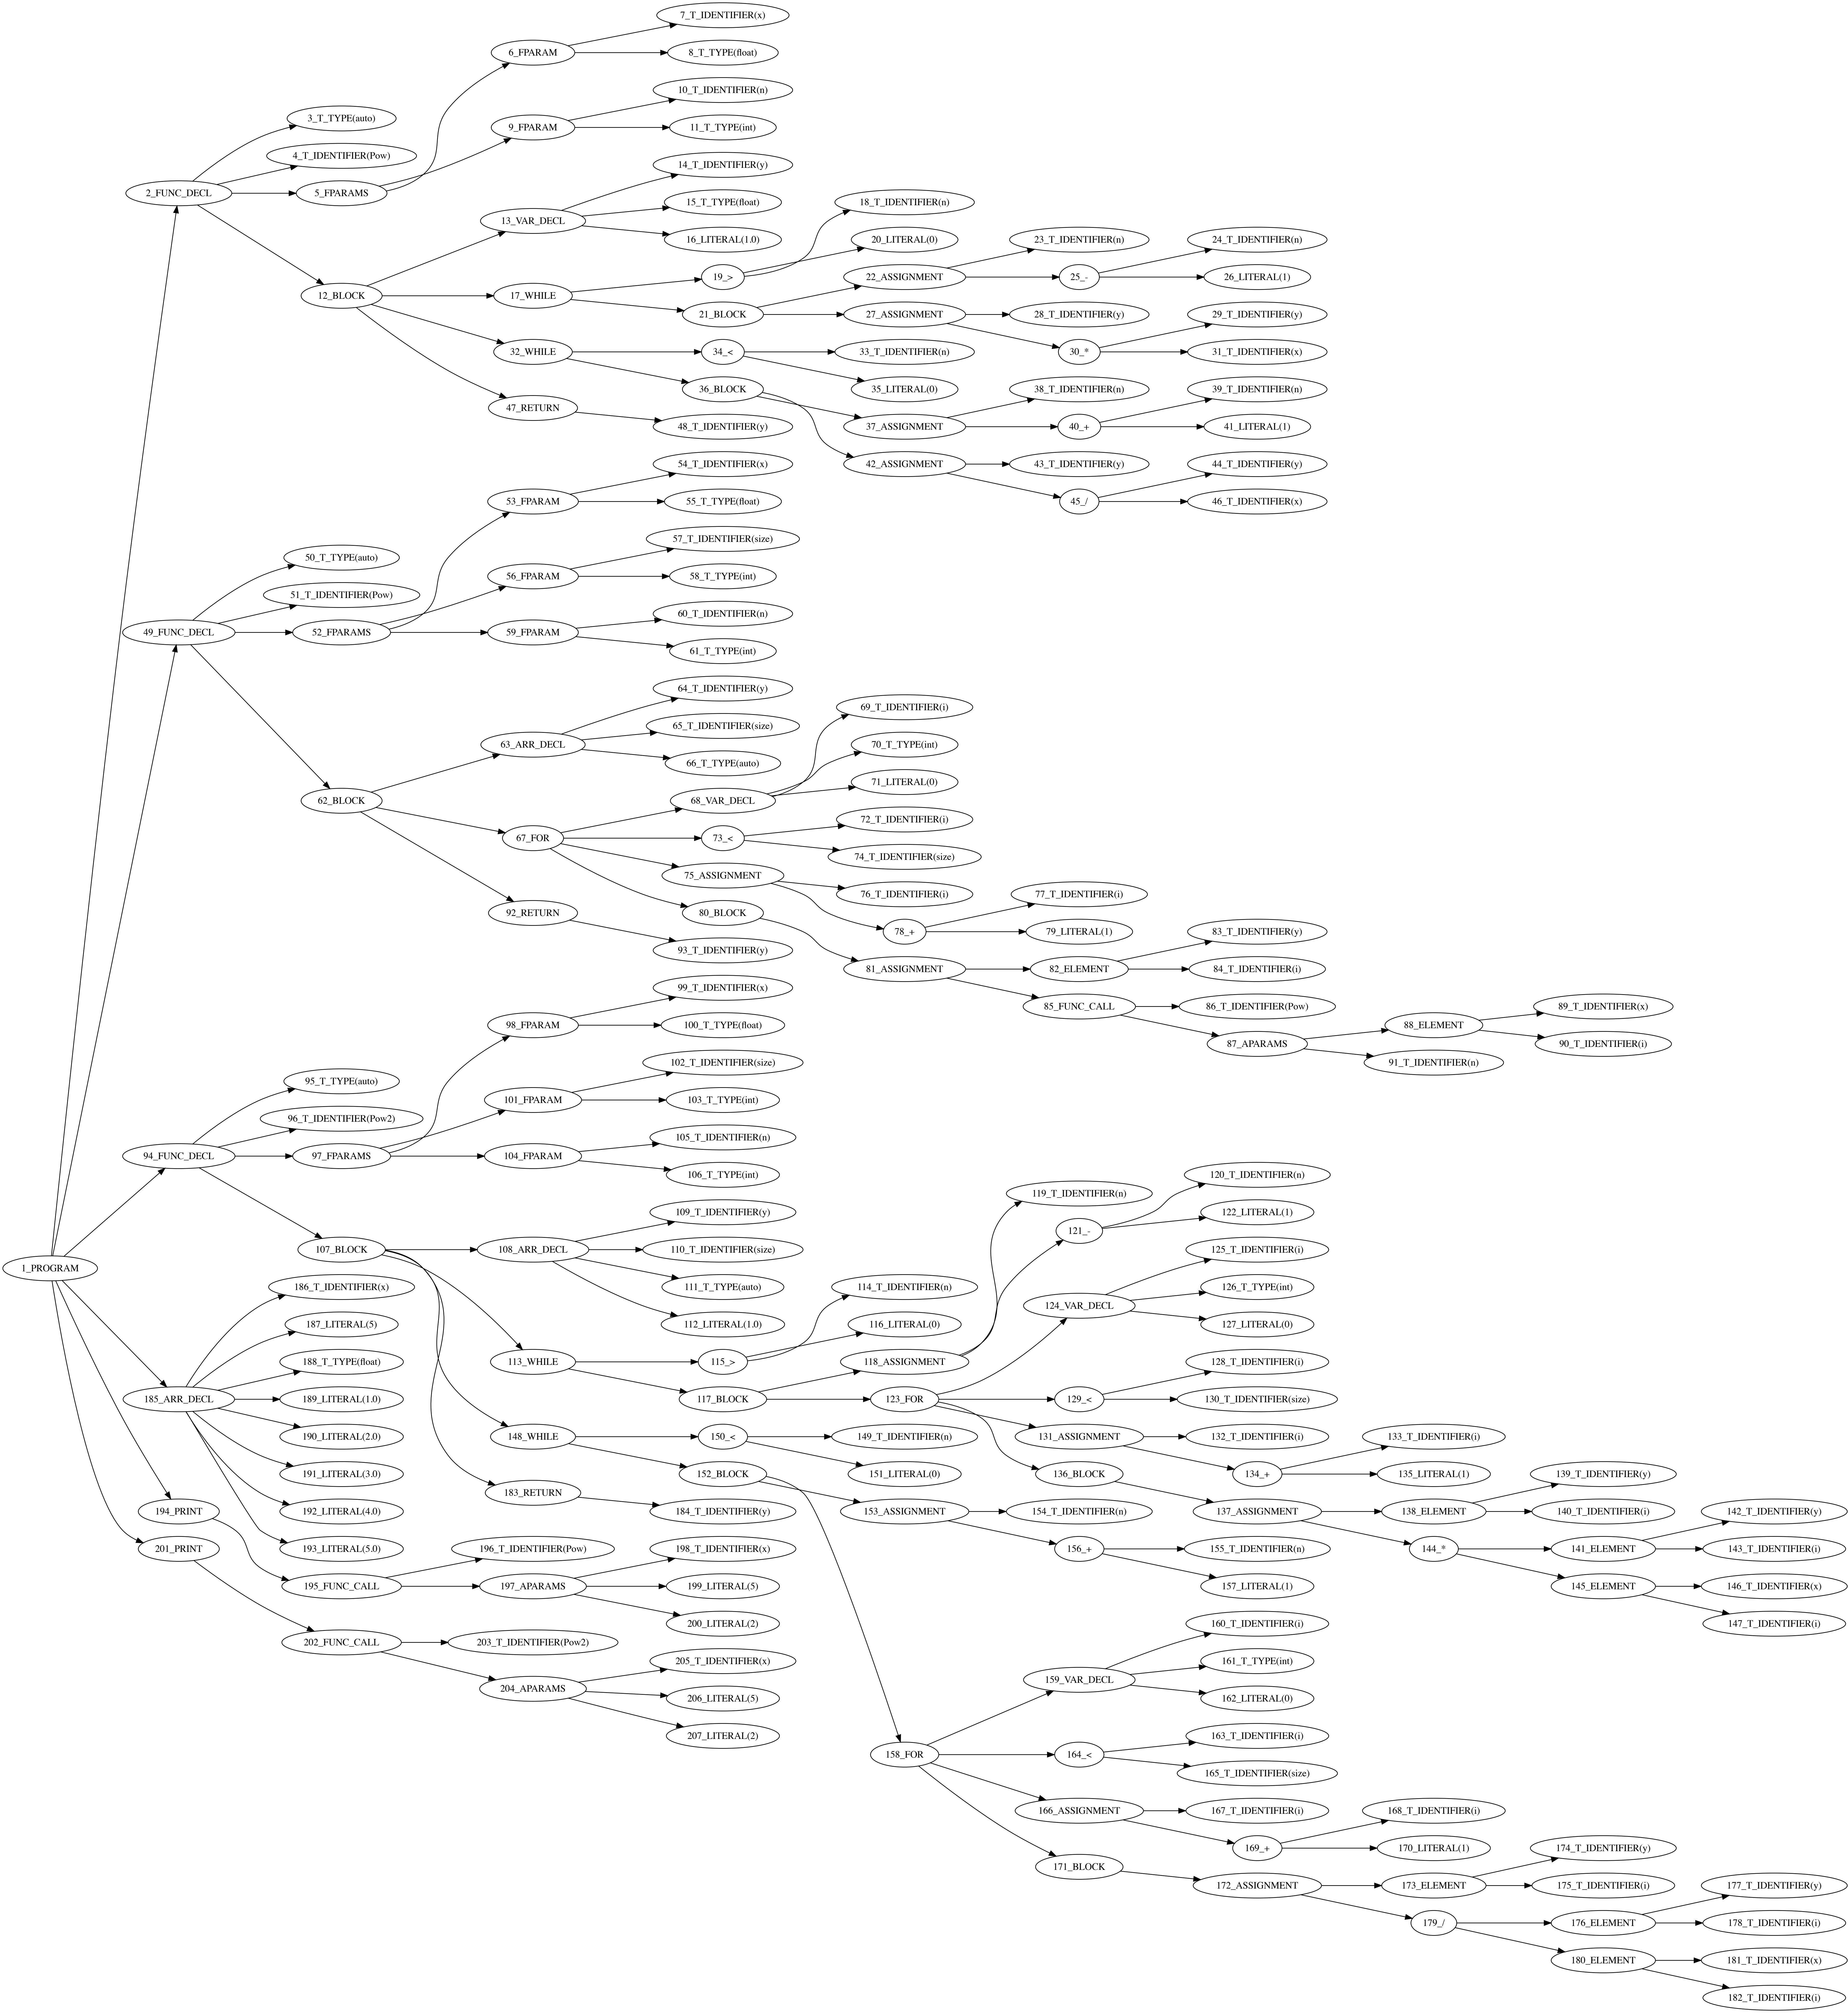 1_PROGRAM
2_FUNC_DECL
3_T_TYPE(auto)
4_T_IDENTIFIER(Pow)
5_FPARAMS
6_FPARAM
7_T_IDENTIFIER(x)
8_T_TYPE(float)
9_FPARAM
10_T_IDENTIFIER(n)
11_T_TYPE(int)
12_BLOCK
13_VAR_DECL
14_T_IDENTIFIER(y)
15_T_TYPE(float)
16_LITERAL(1.0)
17_WHILE
18_T_IDENTIFIER(n)
19_>
20_LITERAL(0)
21_BLOCK
22_ASSIGNMENT
23_T_IDENTIFIER(n)
24_T_IDENTIFIER(n)
25_-
26_LITERAL(1)
27_ASSIGNMENT
28_T_IDENTIFIER(y)
29_T_IDENTIFIER(y)
30_*
31_T_IDENTIFIER(x)
32_WHILE
33_T_IDENTIFIER(n)
34_<
35_LITERAL(0)
36_BLOCK
37_ASSIGNMENT
38_T_IDENTIFIER(n)
39_T_IDENTIFIER(n)
40_+
41_LITERAL(1)
42_ASSIGNMENT
43_T_IDENTIFIER(y)
44_T_IDENTIFIER(y)
45_/
46_T_IDENTIFIER(x)
47_RETURN
48_T_IDENTIFIER(y)
49_FUNC_DECL
50_T_TYPE(auto)
51_T_IDENTIFIER(Pow)
52_FPARAMS
53_FPARAM
54_T_IDENTIFIER(x)
55_T_TYPE(float)
56_FPARAM
57_T_IDENTIFIER(size)
58_T_TYPE(int)
59_FPARAM
60_T_IDENTIFIER(n)
61_T_TYPE(int)
62_BLOCK
63_ARR_DECL
64_T_IDENTIFIER(y)
65_T_IDENTIFIER(size)
66_T_TYPE(auto)
67_FOR
68_VAR_DECL
69_T_IDENTIFIER(i)
70_T_TYPE(int)
71_LITERAL(0)
72_T_IDENTIFIER(i)
73_<
74_T_IDENTIFIER(size)
75_ASSIGNMENT
76_T_IDENTIFIER(i)
77_T_IDENTIFIER(i)
78_+
79_LITERAL(1)
80_BLOCK
81_ASSIGNMENT
82_ELEMENT
83_T_IDENTIFIER(y)
84_T_IDENTIFIER(i)
85_FUNC_CALL
86_T_IDENTIFIER(Pow)
87_APARAMS
88_ELEMENT
89_T_IDENTIFIER(x)
90_T_IDENTIFIER(i)
91_T_IDENTIFIER(n)
92_RETURN
93_T_IDENTIFIER(y)
94_FUNC_DECL
95_T_TYPE(auto)
96_T_IDENTIFIER(Pow2)
97_FPARAMS
98_FPARAM
99_T_IDENTIFIER(x)
100_T_TYPE(float)
101_FPARAM
102_T_IDENTIFIER(size)
103_T_TYPE(int)
104_FPARAM
105_T_IDENTIFIER(n)
106_T_TYPE(int)
107_BLOCK
108_ARR_DECL
109_T_IDENTIFIER(y)
110_T_IDENTIFIER(size)
111_T_TYPE(auto)
112_LITERAL(1.0)
113_WHILE
114_T_IDENTIFIER(n)
115_>
116_LITERAL(0)
117_BLOCK
118_ASSIGNMENT
119_T_IDENTIFIER(n)
120_T_IDENTIFIER(n)
121_-
122_LITERAL(1)
123_FOR
124_VAR_DECL
125_T_IDENTIFIER(i)
126_T_TYPE(int)
127_LITERAL(0)
128_T_IDENTIFIER(i)
129_<
130_T_IDENTIFIER(size)
131_ASSIGNMENT
132_T_IDENTIFIER(i)
133_T_IDENTIFIER(i)
134_+
135_LITERAL(1)
136_BLOCK
137_ASSIGNMENT
138_ELEMENT
139_T_IDENTIFIER(y)
140_T_IDENTIFIER(i)
141_ELEMENT
142_T_IDENTIFIER(y)
143_T_IDENTIFIER(i)
144_*
145_ELEMENT
146_T_IDENTIFIER(x)
147_T_IDENTIFIER(i)
148_WHILE
149_T_IDENTIFIER(n)
150_<
151_LITERAL(0)
152_BLOCK
153_ASSIGNMENT
154_T_IDENTIFIER(n)
155_T_IDENTIFIER(n)
156_+
157_LITERAL(1)
158_FOR
159_VAR_DECL
160_T_IDENTIFIER(i)
161_T_TYPE(int)
162_LITERAL(0)
163_T_IDENTIFIER(i)
164_<
165_T_IDENTIFIER(size)
166_ASSIGNMENT
167_T_IDENTIFIER(i)
168_T_IDENTIFIER(i)
169_+
170_LITERAL(1)
171_BLOCK
172_ASSIGNMENT
173_ELEMENT
174_T_IDENTIFIER(y)
175_T_IDENTIFIER(i)
176_ELEMENT
177_T_IDENTIFIER(y)
178_T_IDENTIFIER(i)
179_/
180_ELEMENT
181_T_IDENTIFIER(x)
182_T_IDENTIFIER(i)
183_RETURN
184_T_IDENTIFIER(y)
185_ARR_DECL
186_T_IDENTIFIER(x)
187_LITERAL(5)
188_T_TYPE(float)
189_LITERAL(1.0)
190_LITERAL(2.0)
191_LITERAL(3.0)
192_LITERAL(4.0)
193_LITERAL(5.0)
194_PRINT
195_FUNC_CALL
196_T_IDENTIFIER(Pow)
197_APARAMS
198_T_IDENTIFIER(x)
199_LITERAL(5)
200_LITERAL(2)
201_PRINT
202_FUNC_CALL
203_T_IDENTIFIER(Pow2)
204_APARAMS
205_T_IDENTIFIER(x)
206_LITERAL(5)
207_LITERAL(2)